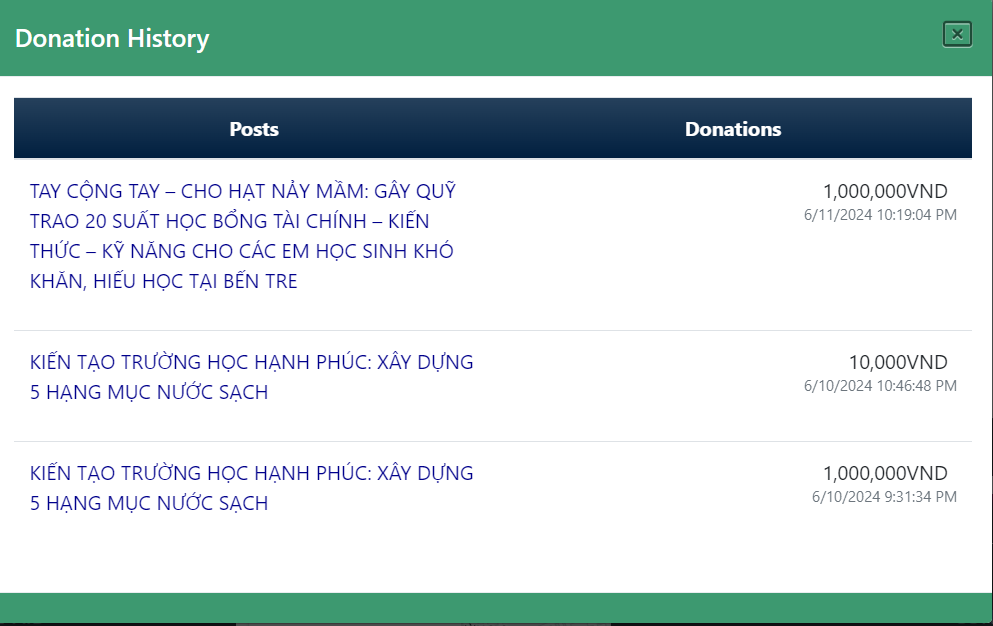 Donation History
Posts
Donations
TAY CỘNG TAY – CHO HẠT NẢY MẦM: GÂY QUỸ
TRAO 20 SUẤT HỌC BỔNG TÀI CHÍNH – KIẾN
THỨC – KỸ NĂNG CHO CÁC EM HỌC SINH KHÓ
KHĂN, HIẾU HỌC TẠI BẾN TRE
1,000,000VND
6/11/2024 10:19:04 PM
KIẾN TẠO TRƯỜNG HỌC HẠNH PHÚC: XÂY DỰNG
5 HẠNG MỤC NƯỚC SẠCH
10,000VND
6/10/2024 10:46:48 PM
KIẾN TẠO TRƯỜNG HỌC HẠNH PHÚC: XÂY DỰNG
5 HẠNG MỤC NƯỚC SẠCH
1,000,000VND
6/10/2024 9:31:34 PM